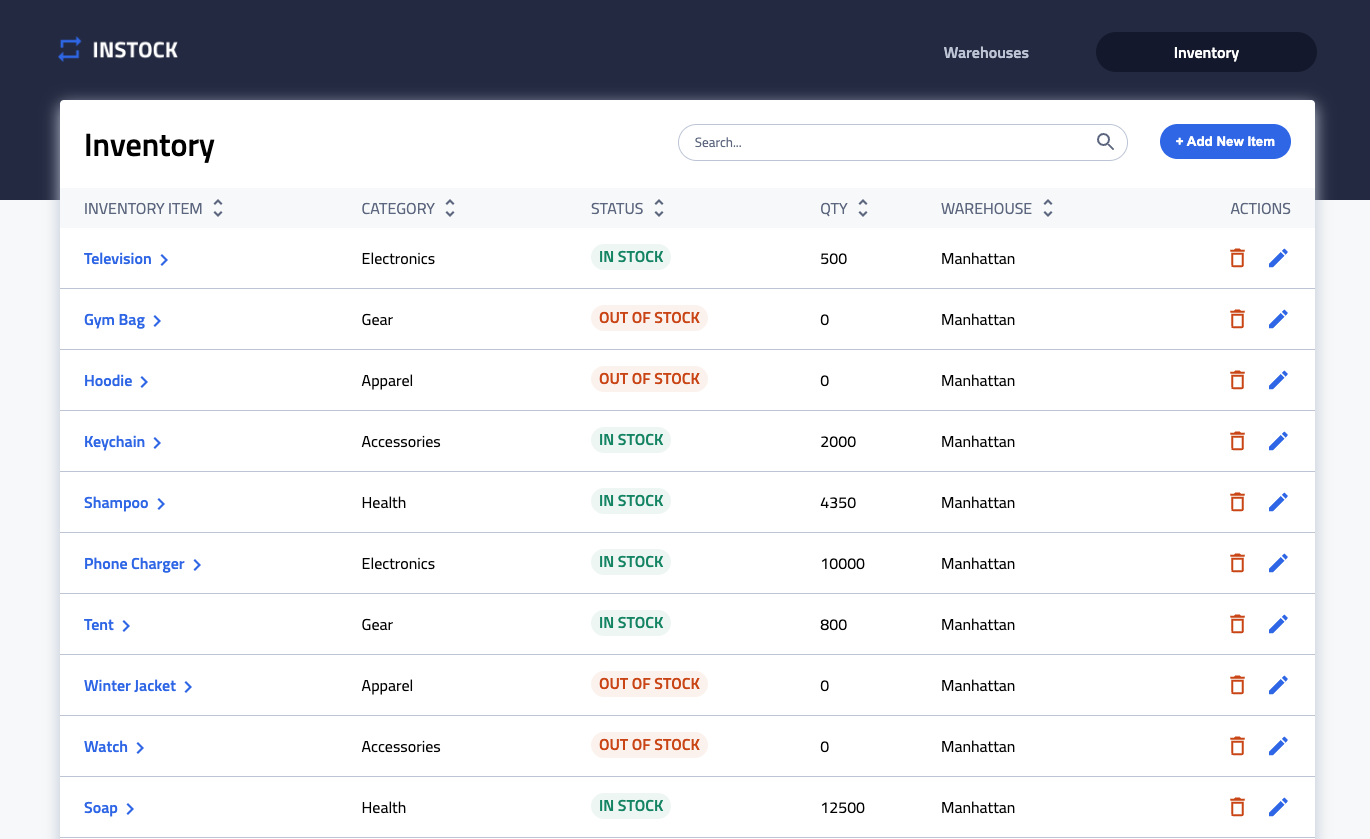 INSTOCK
Warehouses
Inventory
Inventory
Search...
+ Add New Item
INVENTORY ITEM CATEGORY STATUS QTY WAREHOUSE ACTIONS
Television Electronics IN STOCK 500 Manhattan
Gym Bag Gear OUT OF STOCK 0 Manhattan
Hoodie Apparel OUT OF STOCK 0 Manhattan
Keychain Accessories IN STOCK 2000 Manhattan
Shampoo Health IN STOCK 4350 Manhattan
Phone Charger Electronics IN STOCK 10000 Manhattan
Tent Gear IN STOCK 800 Manhattan
Winter Jacket Apparel OUT OF STOCK 0 Manhattan
Watch Accessories OUT OF STOCK 0 Manhattan
Soap Health IN STOCK 12500 Manhattan